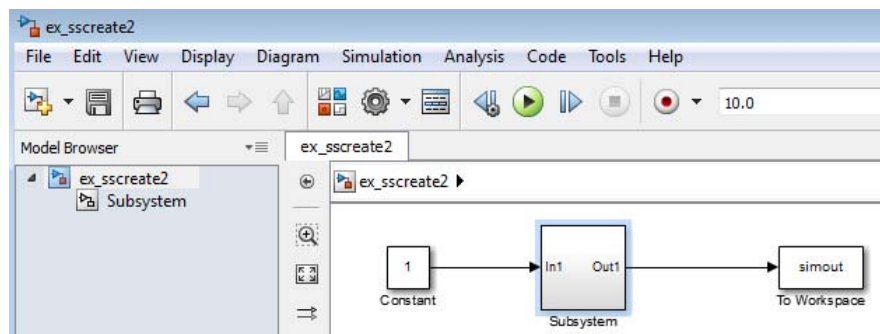 ex_sscreate2
File Edit View Display Diagram Simulation Analysis Code Tools Help
10.0
Model Browser
ex_sscreate2
ex_sscreate2
Subsystem
ex_sscreate2
1
In1 Out1
simout
Constant
To Workspace
Subsystem